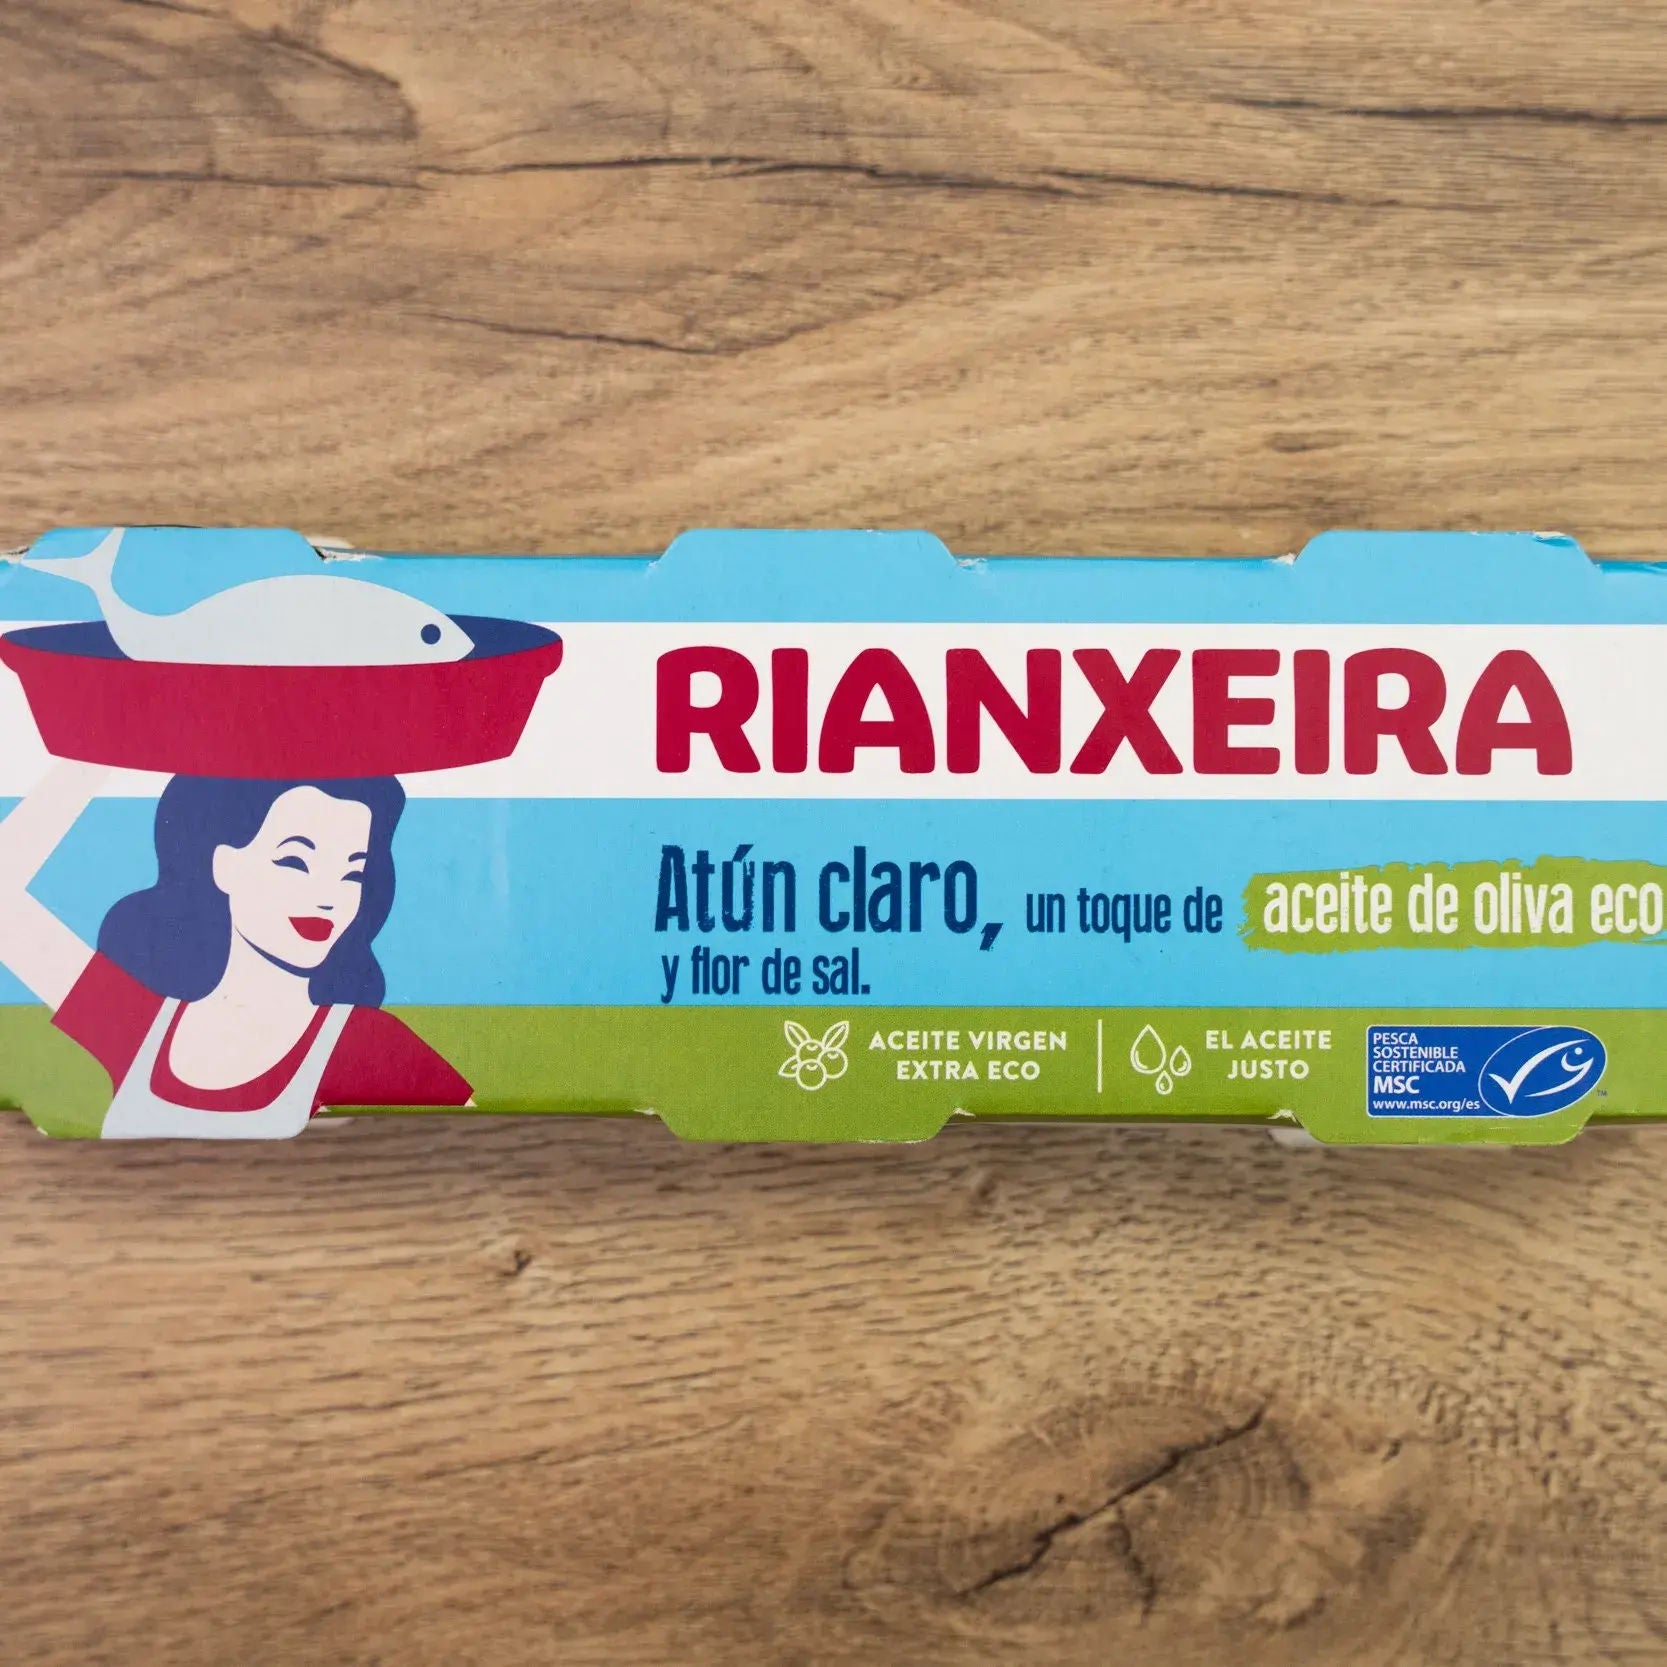 RIANXEIRA
Atún claro, un toque de aceite de oliva eco
y flor de sal.
ACEITE VIRGEN
EXTRA ECO
EL ACEITE
JUSTO
PESCA
SOSTENIBLE
CERTIFICADA
MSC
www.msc.org/es
TM